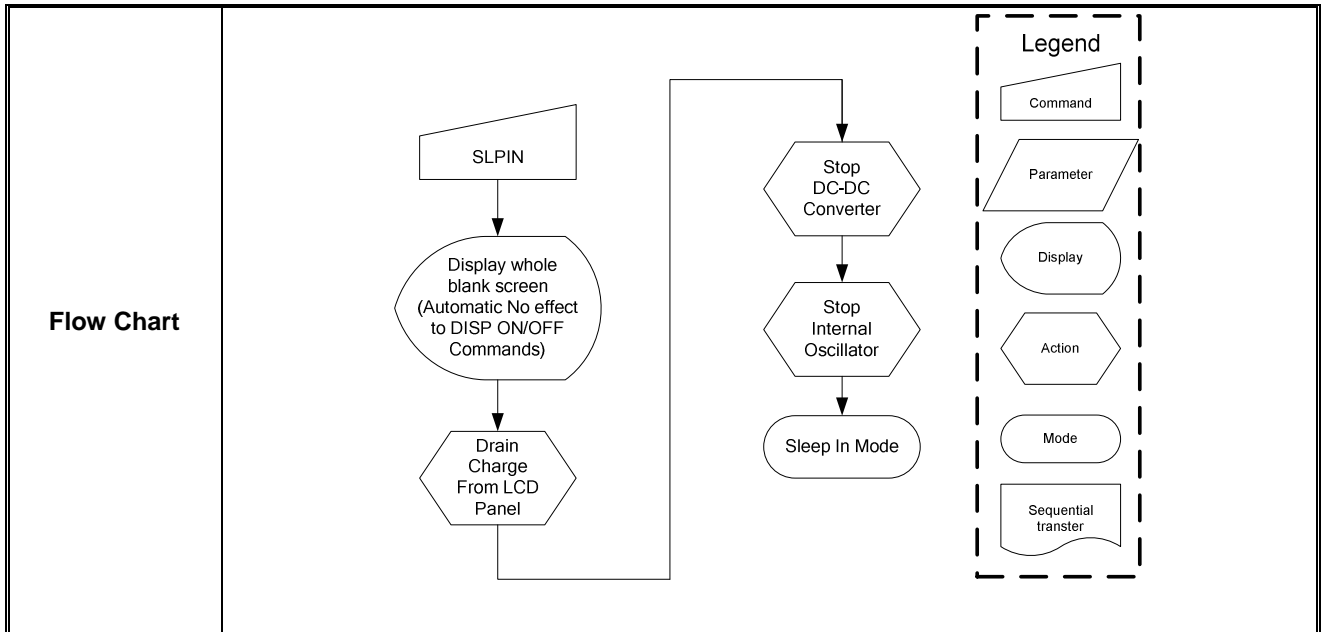 Flow Chart
SLPIN
Display whole
blank screen
(Automatic No effect
to DISP ON/OFF
Commands)
Drain
Charge
From LCD
Panel
Stop
DC-DC
Converter
Stop
Internal
Oscillator
Sleep In Mode
Legend
Command
Parameter
Display
Action
Mode
Sequential
transter